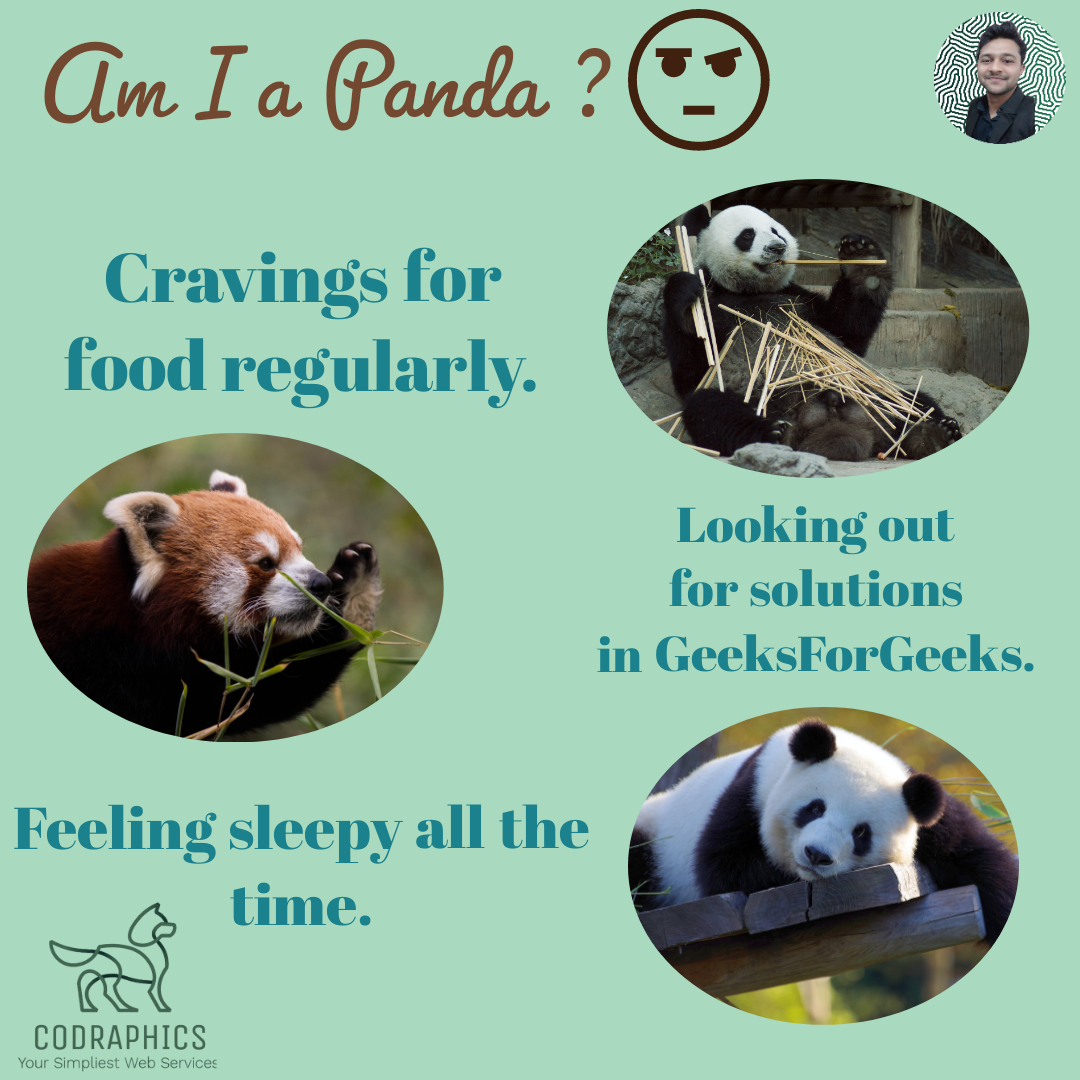 Am I a Panda ?
Cravings for
food regularly.
Looking out
for solutions
in GeeksForGeeks.
Feeling sleepy all the
time.
CODRAPHICS
Your Simpliest Web Services